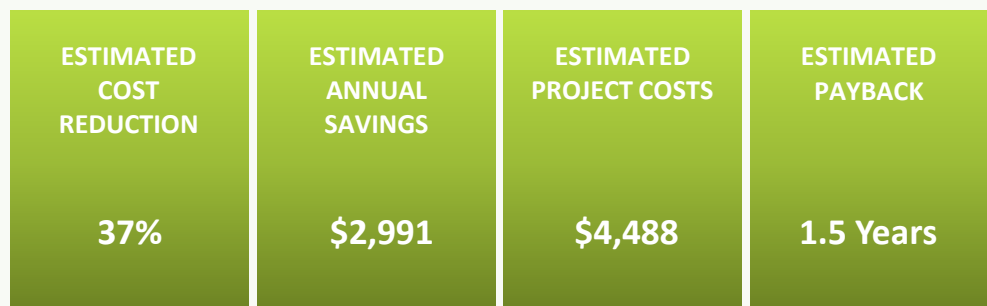 ESTIMATED
COST
REDUCTION
37%
ESTIMATED
ANNUAL
SAVINGS
$2,991
ESTIMATED
PROJECT COSTS
$4,488
ESTIMATED
PAYBACK
1.5 Years